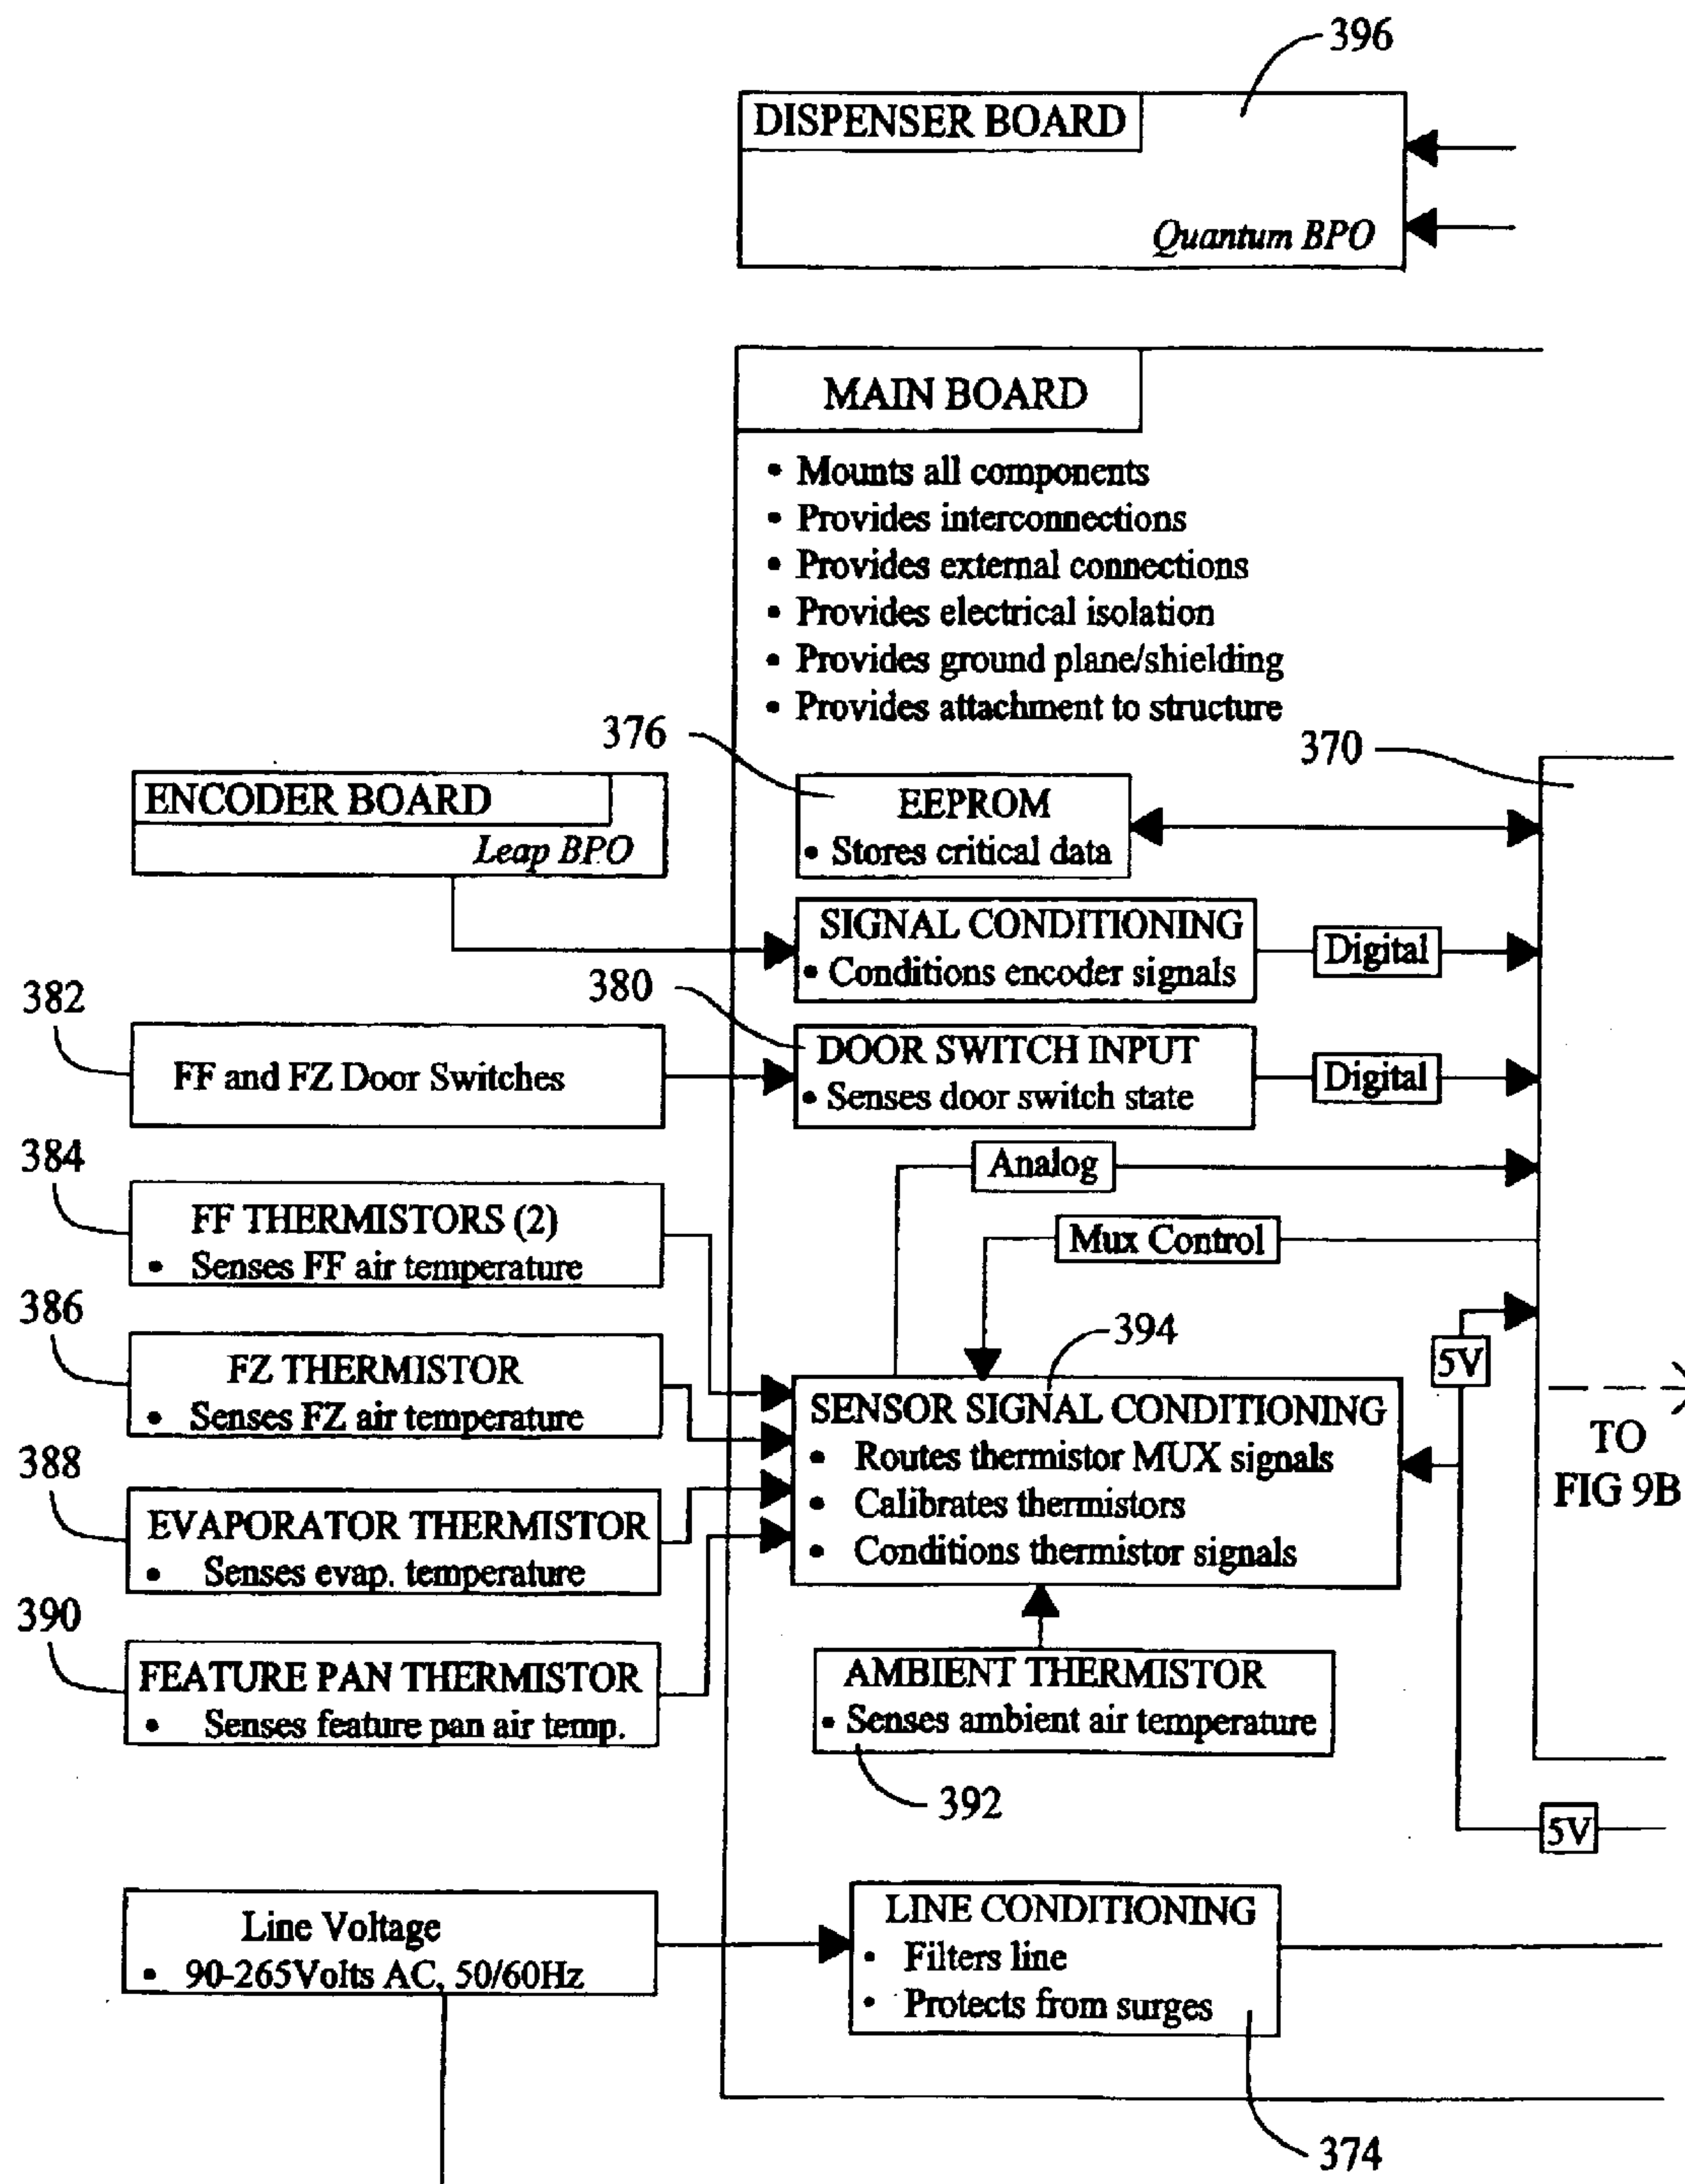 396
DISPENSER BOARD
Quantum BPO
MAIN BOARD
• Mounts all components
• Provides interconnections
• Provides external connections
• Provides electrical isolation
• Provides ground plane/shielding
• Provides attachment to structure
376
370
ENCODER BOARD
Leap BPO
EEPROM
• Stores critical data
SIGNAL CONDITIONING
• Conditions encoder signals
Digital
382
380
FF and FZ Door Switches
DOOR SWITCH INPUT
• Senses door switch state
Digital
384
Analog
FF THERMISTORS (2)
• Senses FF air temperature
Mux Control
386
394
5V
FZ THERMISTOR
• Senses FZ air temperature
SENSOR SIGNAL CONDITIONING
• Routes thermistor MUX signals
• Calibrates thermistors
• Conditions thermistor signals
TO
FIG 9B
388
EVAPORATOR THERMISTOR
• Senses evap. temperature
390
FEATURE PAN THERMISTOR
• Senses feature pan air temp.
AMBIENT THERMISTOR
• Senses ambient air temperature
392
5V
Line Voltage
• 90-265Volts AC, 50/60Hz
LINE CONDITIONING
• Filters line
• Protects from surges
374